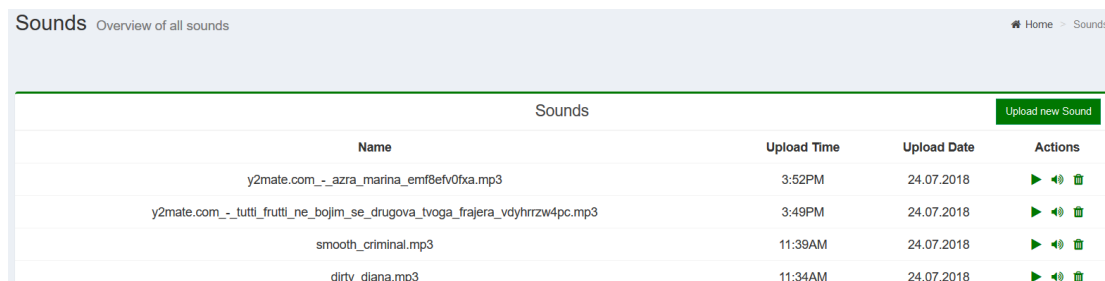 Sounds Overview of all sounds Home > Sounds
Sounds Upload new Sound
Name Upload Time Upload Date Actions
y2mate.com_-_azra_marina_emf8efv0fxa.mp3 3:52PM 24.07.2018
y2mate.com_-_tutti_frutti_ne_bojim_se_drugova_tvoga_frajera_vdyhrrzw4pc.mp3 3:49PM 24.07.2018
smooth_criminal.mp3 11:39AM 24.07.2018
dirty_diana.mp3 11:34AM 24.07.2018